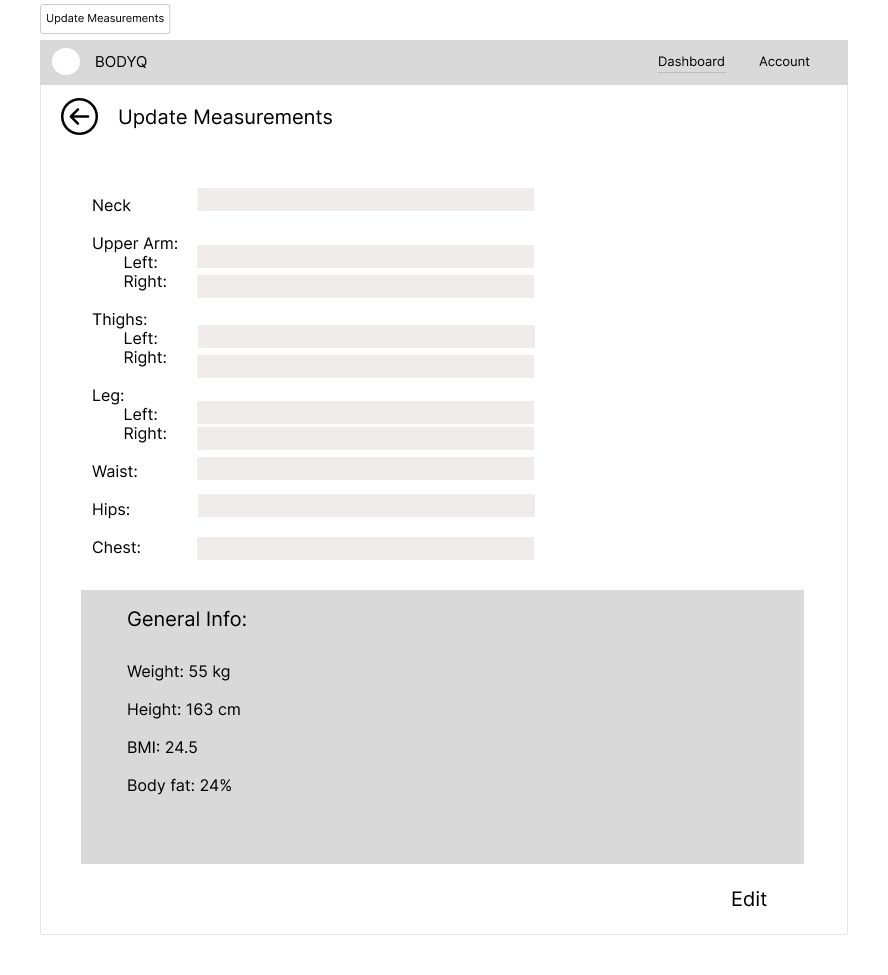 Update Measurements
BODYQ
Dashboard
Account
Update Measurements
Neck
Upper Arm:
Left:
Right:
Thighs:
Left:
Right:
Leg:
Left:
Right:
Waist:
Hips:
Chest:
General Info:
Weight: 55 kg
Height: 163 cm
BMI: 24.5
Body fat: 24%
Edit